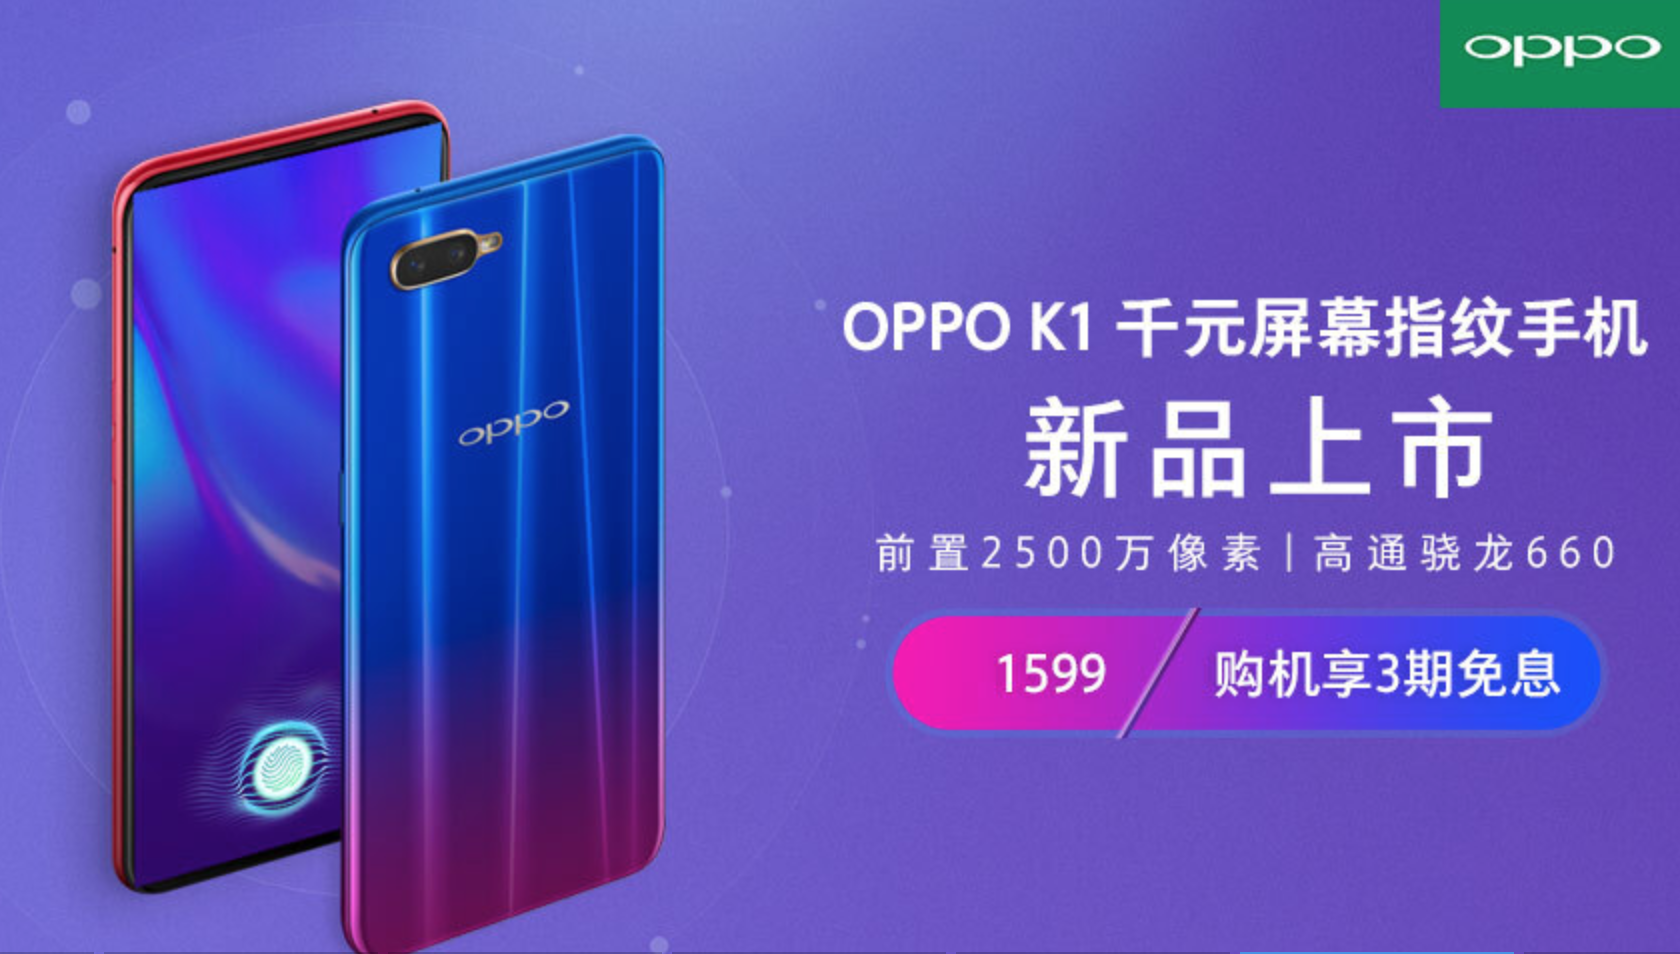 oppo
oppo
OPPO K1 千元屏幕指纹手机
新品上市
前置2500万像素|高通骁龙660
1599 / 购机享3期免息